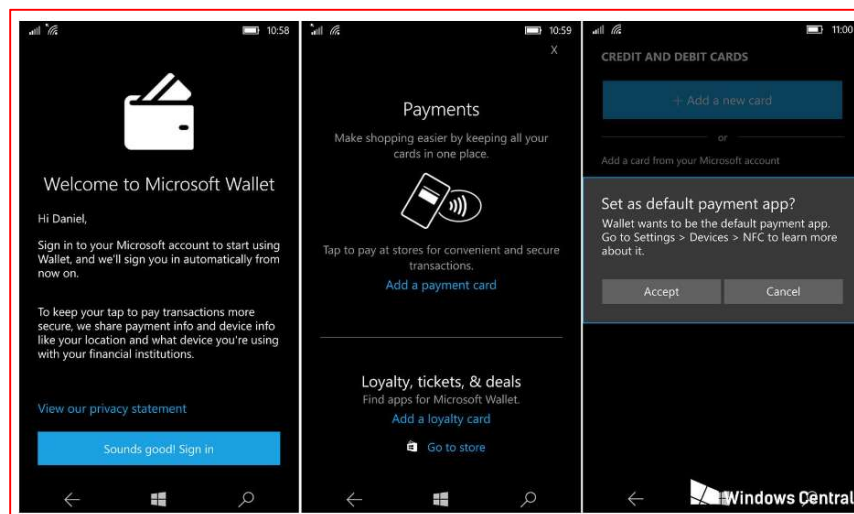 10:58
Welcome to Microsoft Wallet
Hi Daniel,
Sign in to your Microsoft account to start using
Wallet, and we'll sign you in automatically from
now on.
To keep your tap to pay transactions more
secure, we share payment info and device info
like your location and what device you're using
with your financial institutions.
View our privacy statement
Sounds good! Sign in
10:59
X
Payments
Make shopping easier by keeping all your
cards in one place.
Tap to pay at stores for convenient and secure
transactions.
Add a payment card
Loyalty, tickets, & deals
Find apps for Microsoft Wallet.
Add a loyalty card
Go to store
11:00
CREDIT AND DEBIT CARDS
+ Add a new card
or
Add a card from your Microsoft account
Set as default payment app?
Wallet wants to be the default payment app.
Go to Settings > Devices > NFC to learn more
about it.
Accept
Cancel
Windows Central